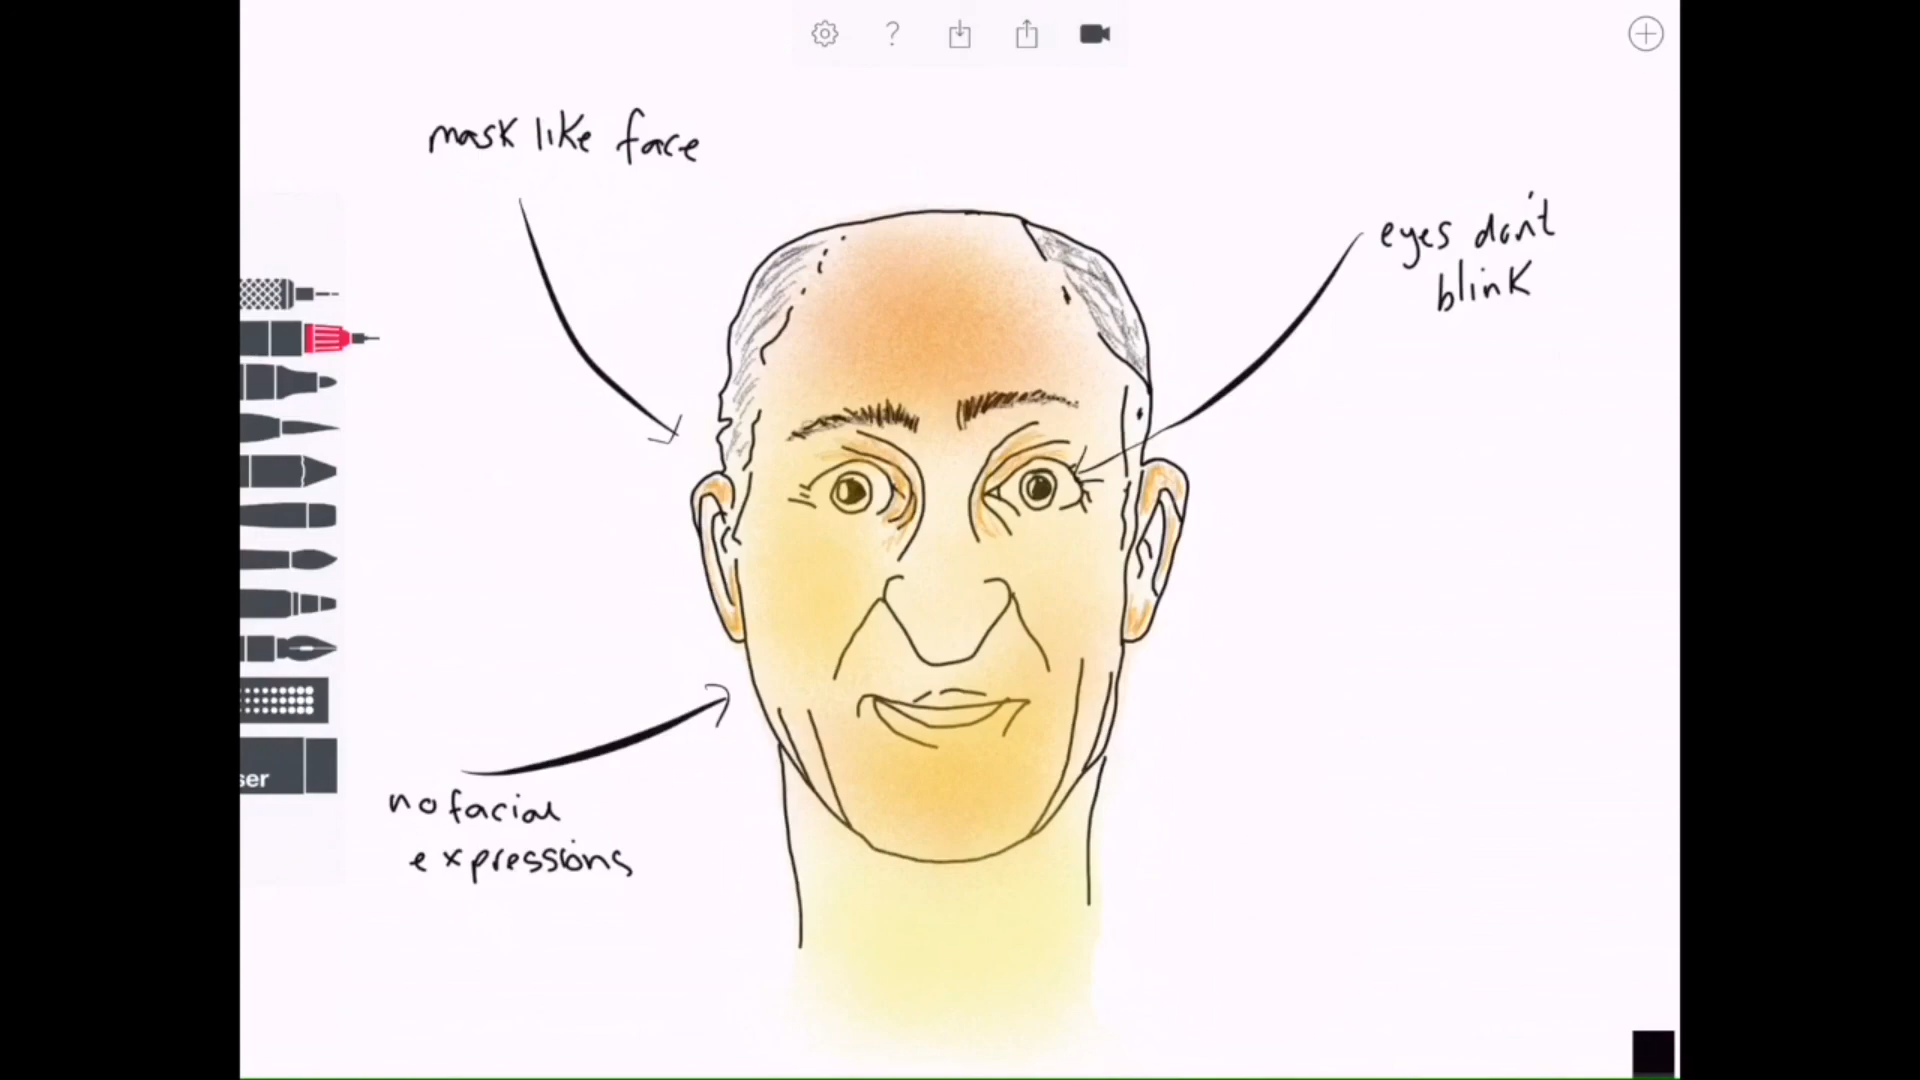 ?
mask like face
eyes don't
blink
ser
no facial
expressions